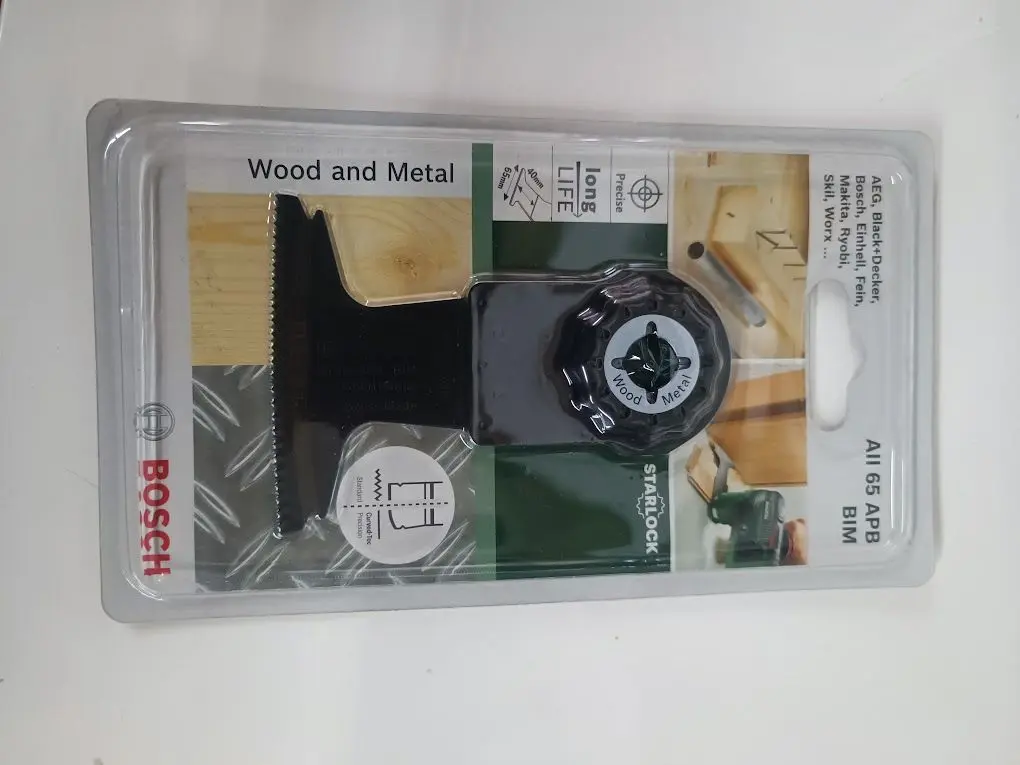 AEG, Black+Decker,
Bosch, Einhell, Fein,
Makita, Ryobi,
Skil, Worx ...
AII 65 APB
BIM
Precise
long
LIFE
40mm
65mm
Wood and Metal
Wood Metal
STARLOCK
Standard
Curved-Tec
Precision
BOSCH